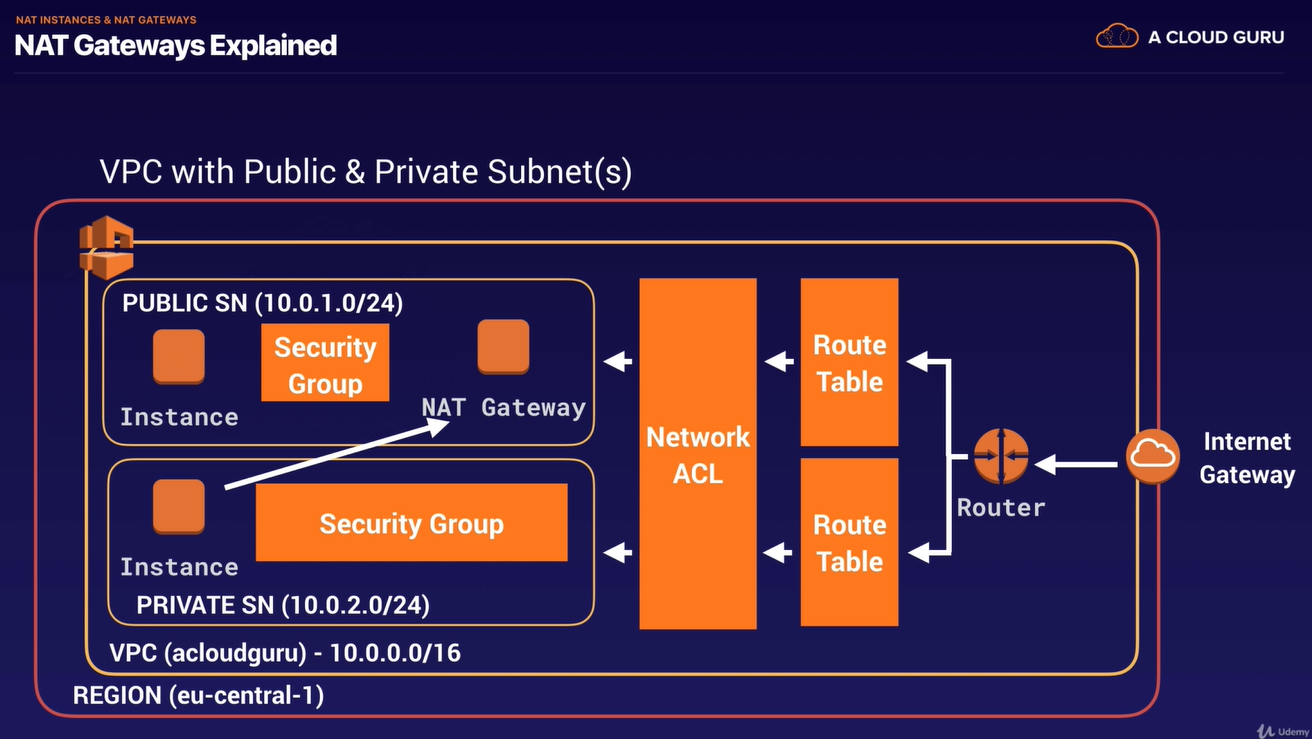 NAT INSTANCES & NAT GATEWAYS
NAT Gateways Explained
A CLOUD GURU
VPC with Public & Private Subnet(s)
PUBLIC SN (10.0.1.0/24)
Security
Group
Instance
NAT Gateway
Security Group
Instance
PRIVATE SN (10.0.2.0/24)
Network
ACL
Route
Table
Route
Table
Router
Internet
Gateway
VPC (acloudguru) - 10.0.0.0/16
REGION (eu-central-1)
Udemy